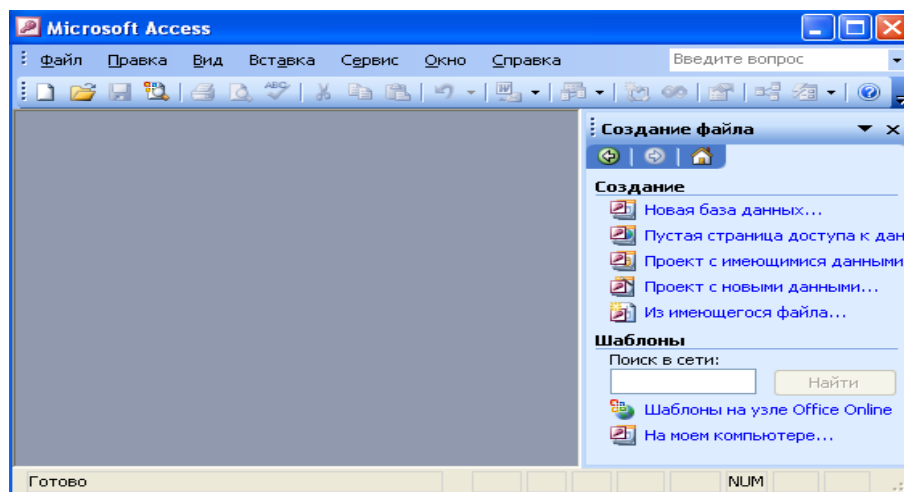 Microsoft Access
Файл Правка Вид Вставка Сервис Окно Справка Введите вопрос
Создание файла
Создание
Новая база данных...
Пустая страница доступа к дан
Проект с имеющимися данными
Проект с новыми данными...
Из имеющегося файла...
Шаблоны
Поиск в сети:
Найти
Шаблоны на узле Office Online
На моем компьютере...
Готово NUM